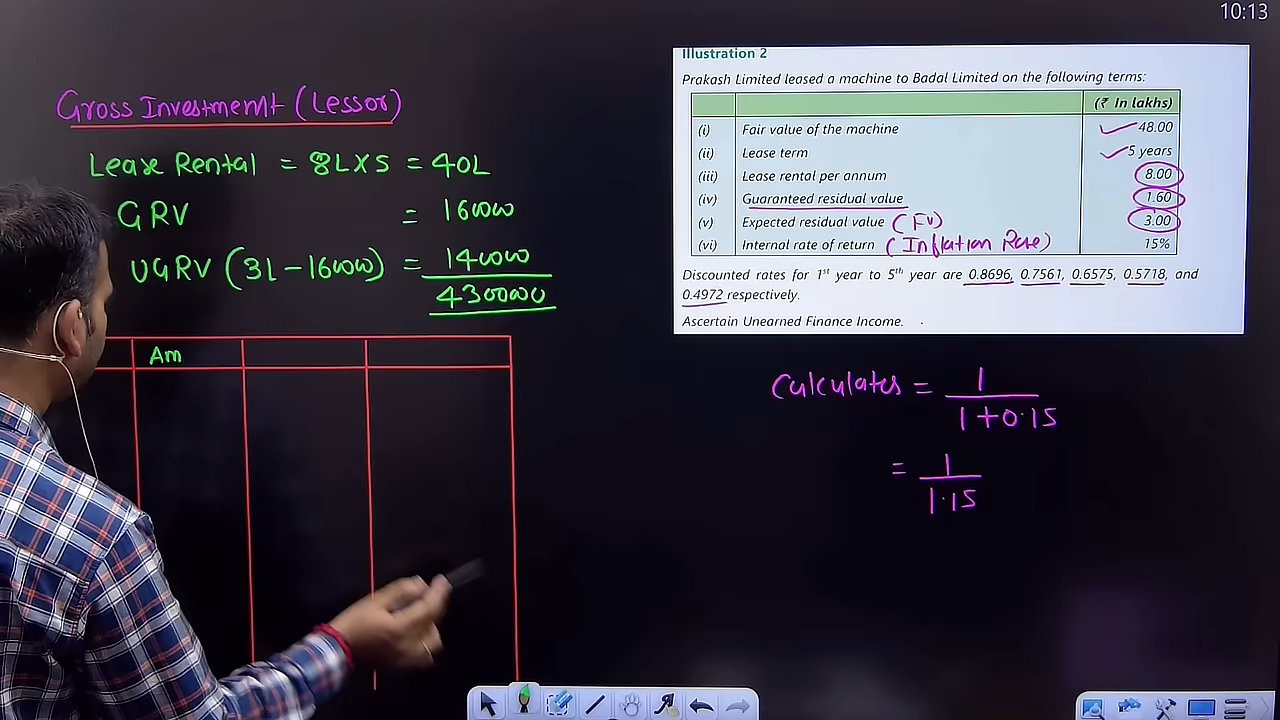 10:13
Gross Investment (Lessor)
Lease Rental = 8L×5 = 40L
GRV = 160000
UGRV (3L-160000) = 140000
4300000
Am
Illustration 2
Prakash Limited leased a machine to Badal Limited on the following terms:
(₹ In lakhs)
(i) Fair value of the machine 48.00
(ii) Lease term 5 years
(iii) Lease rental per annum 8.00
(iv) Guaranteed residual value 1.60
(v) Expected residual value (FV) 3.00
(vi) Internal rate of return (Inflation Rate) 15%
Discounted rates for 1st year to 5th year are 0.8696, 0.7561, 0.6575, 0.5718, and
0.4972 respectively.
Ascertain Unearned Finance Income.
Calculates = 1
1+0.15
= 1
1.15